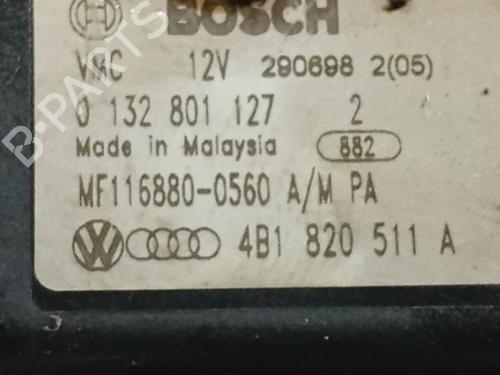 BOSCH
VMC 12V 290698 2(05)
0 132 801 127 2
Made in Malaysia 882
MF116880-0560 A/M PA
4B1 820 511 A
B-PARTS